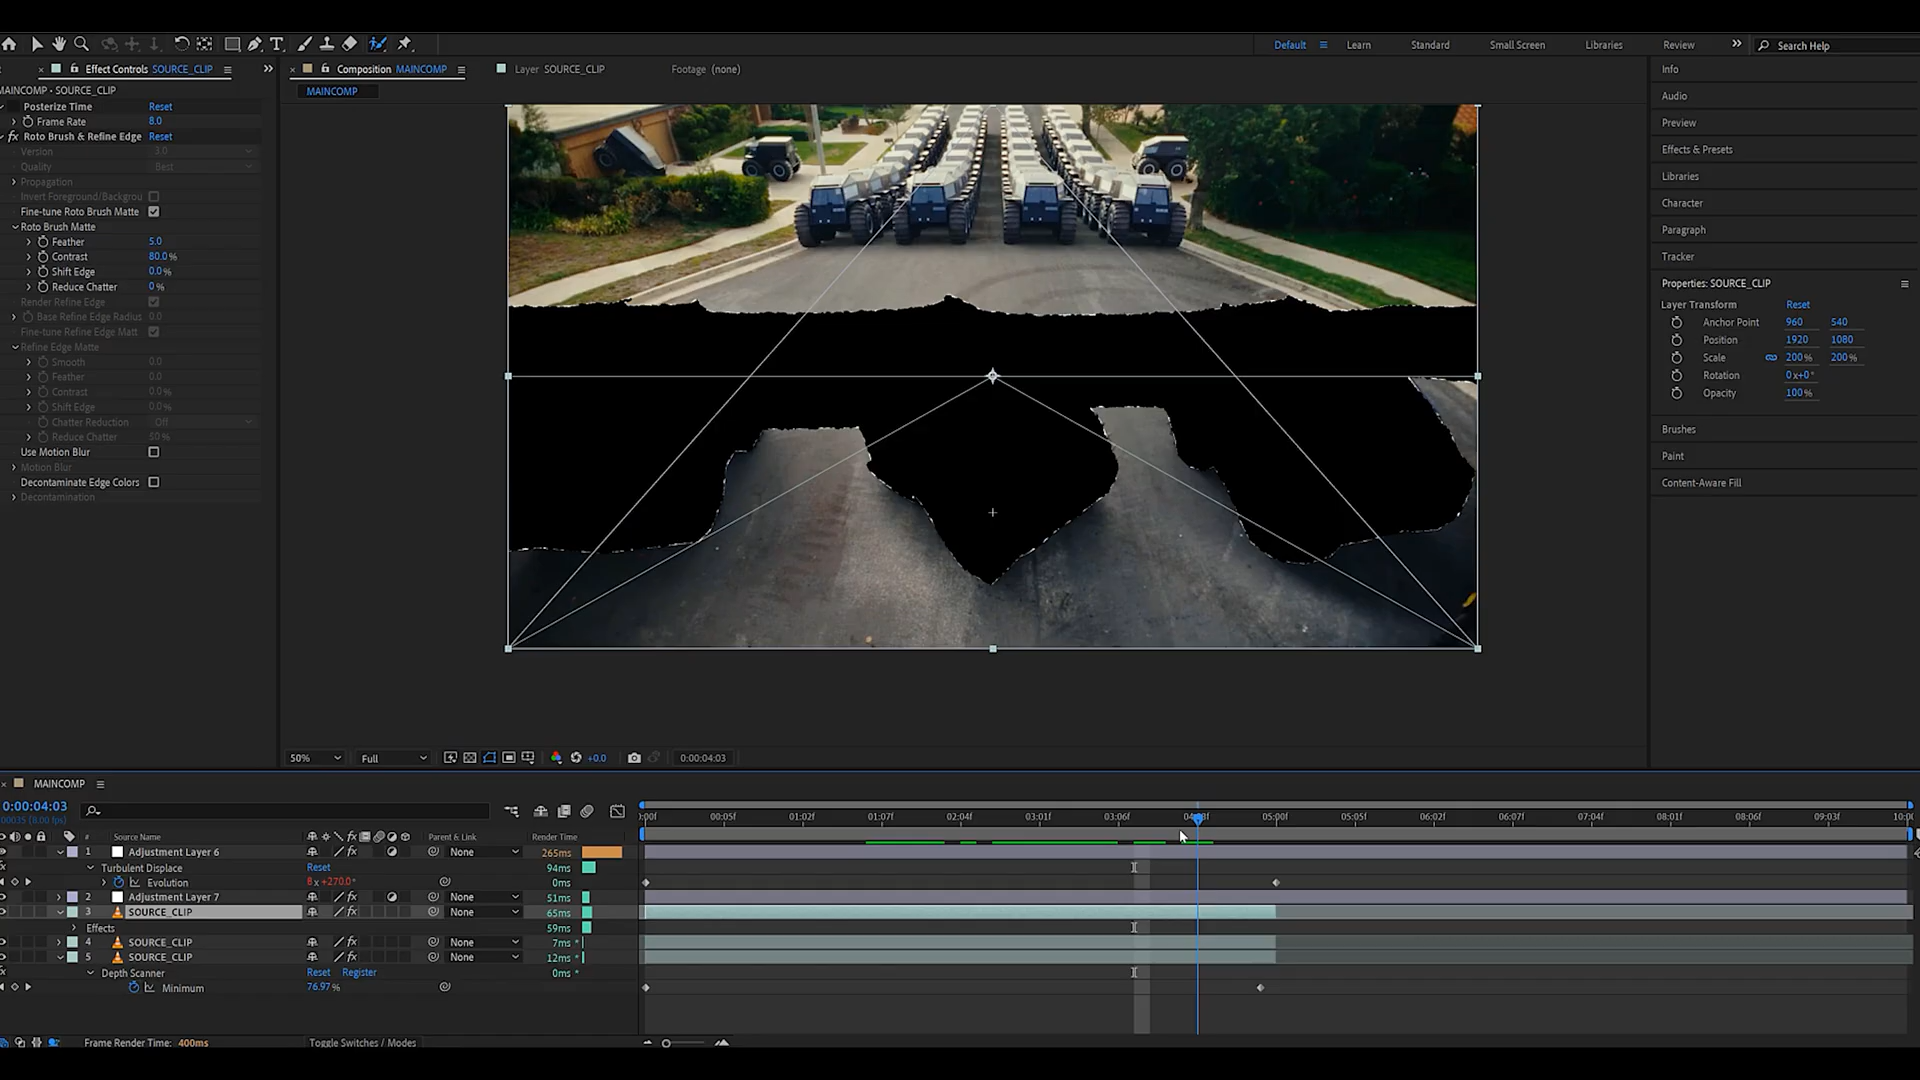 Default
Learn
Standard
Small Screen
Libraries
Review
Search Help
Effect Controls SOURCE_CLIP
MAINCOMP • SOURCE_CLIP
Posterize Time Reset
Frame Rate 8.0
fx Roto Brush & Refine Edge Reset
Version 3.0
Quality Best
Propagation
Invert Foreground/Backgrou
Fine-tune Roto Brush Matte
Roto Brush Matte
Feather 5.0
Contrast 80.0%
Shift Edge 0.0%
Reduce Chatter 0%
Render Refine Edge
Base Refine Edge Radius 0.0
Fine-tune Refine Edge Matt
Refine Edge Matte
Smooth 0.0
Feather 0.0
Contrast 0.0%
Shift Edge 0.0%
Chatter Reduction Off
Reduce Chatter 50%
Use Motion Blur
Motion Blur
Decontaminate Edge Colors
Decontamination
Composition MAINCOMP
Layer SOURCE_CLIP
Footage (none)
MAINCOMP
50%
Full
+0.0
0:00:04:03
Info
Audio
Preview
Effects & Presets
Libraries
Character
Paragraph
Tracker
Properties: SOURCE_CLIP
Layer Transform Reset
Anchor Point 960 540
Position 1920 1080
Scale 200% 200%
Rotation 0x+0°
Opacity 100%
Brushes
Paint
Content-Aware Fill
MAINCOMP
0:00:04:03
00035 (8.00 fps)
# Source Name fx Parent & Link Render Time
1 Adjustment Layer 6 None 265ms
Turbulent Displace Reset 94ms
Evolution 8x+270.0° 0ms
2 Adjustment Layer 7 None 51ms
3 SOURCE_CLIP fx None 65ms
Effects 59ms
4 SOURCE_CLIP fx None 7ms *
5 SOURCE_CLIP fx None 12ms *
Depth Scanner Reset Register 0ms *
Minimum 76.97%
:00f 00:05f 01:02f 01:07f 02:04f 03:01f 03:06f 05:00f 05:05f 06:02f 06:07f 07:04f 08:01f 08:06f 09:03f 10:00
Frame Render Time: 400ms
Toggle Switches / Modes